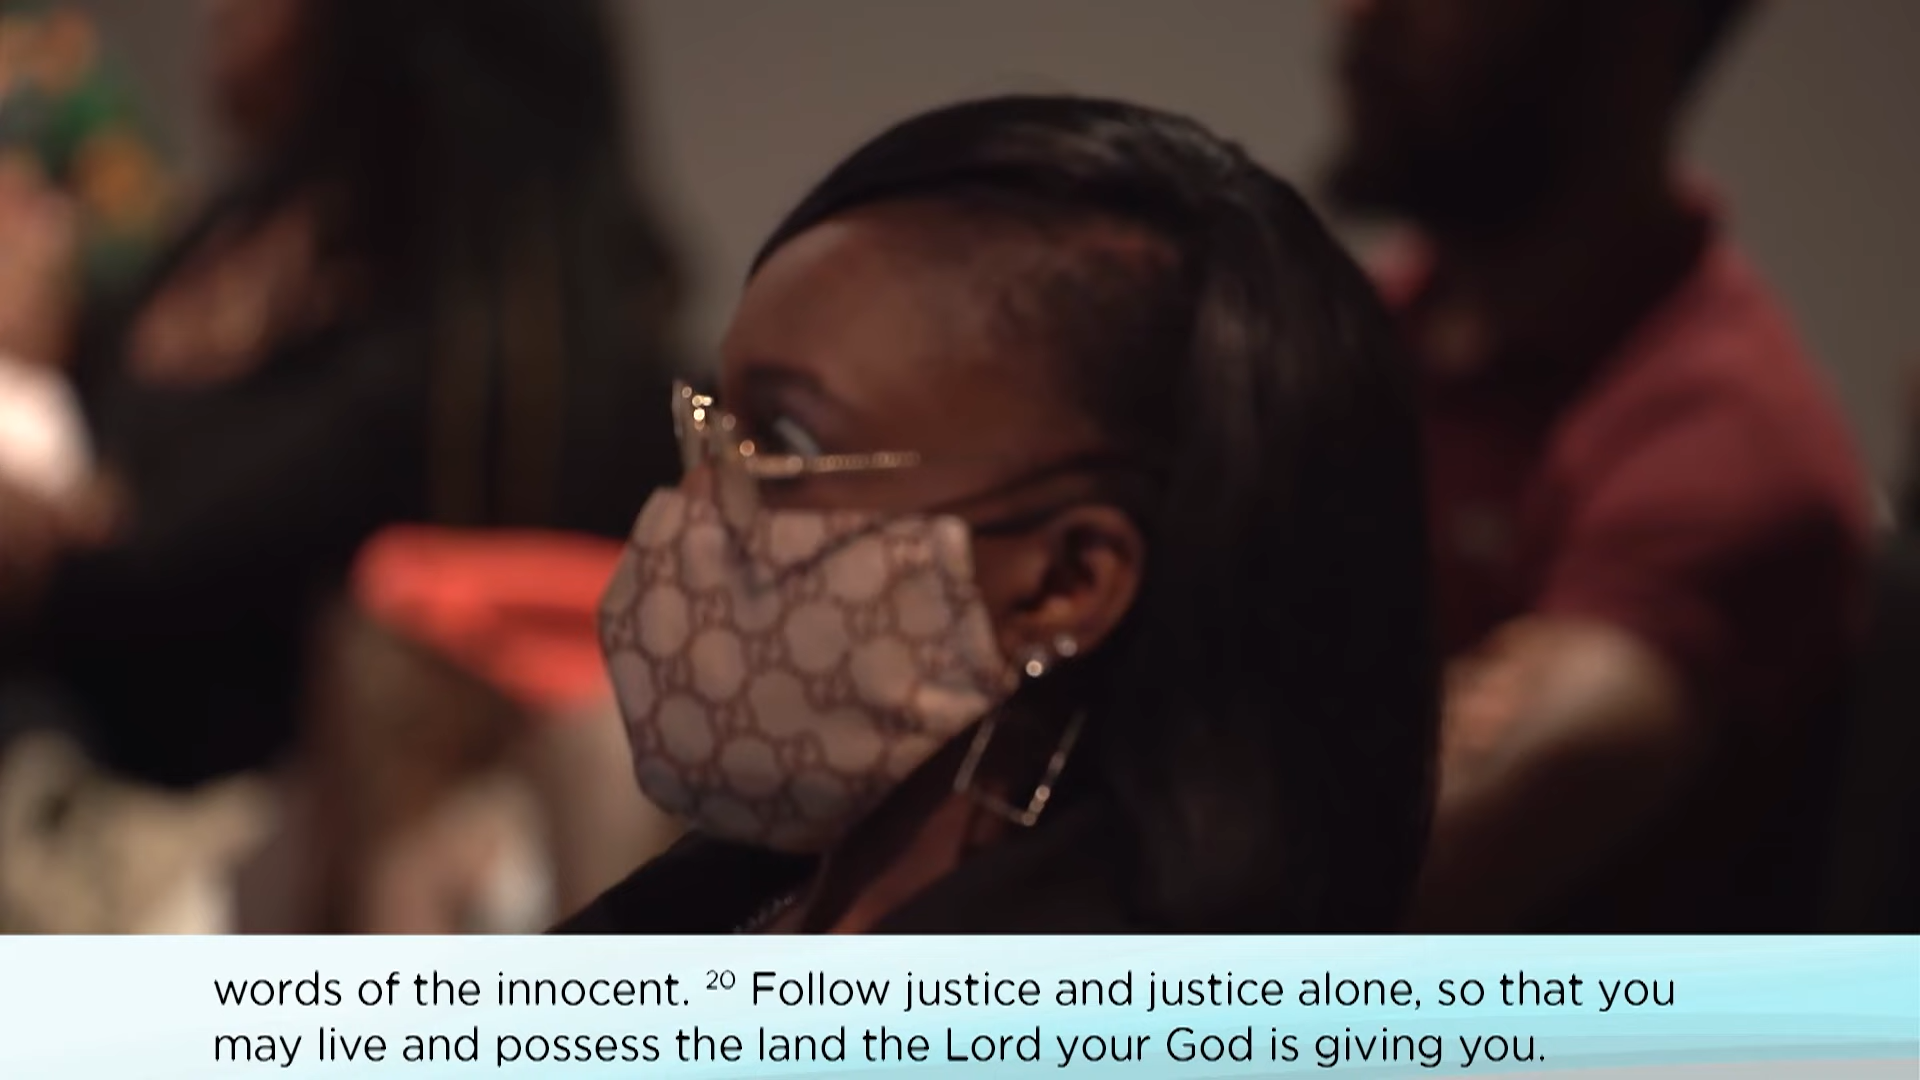 words of the innocent. ²⁰ Follow justice and justice alone, so that you
may live and possess the land the Lord your God is giving you.